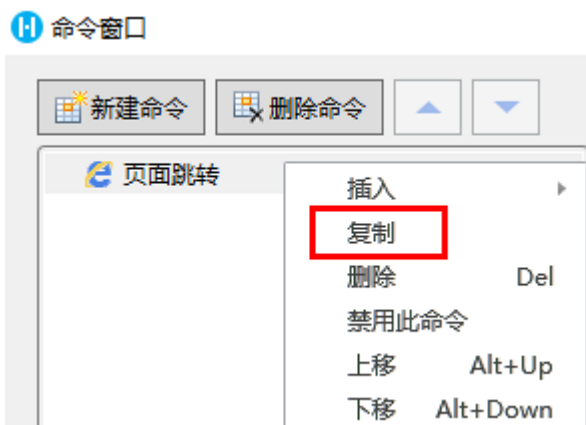 命令窗口
新建命令 删除命令
页面跳转
插入
复制
删除 Del
禁用此命令
上移 Alt+Up
下移 Alt+Down